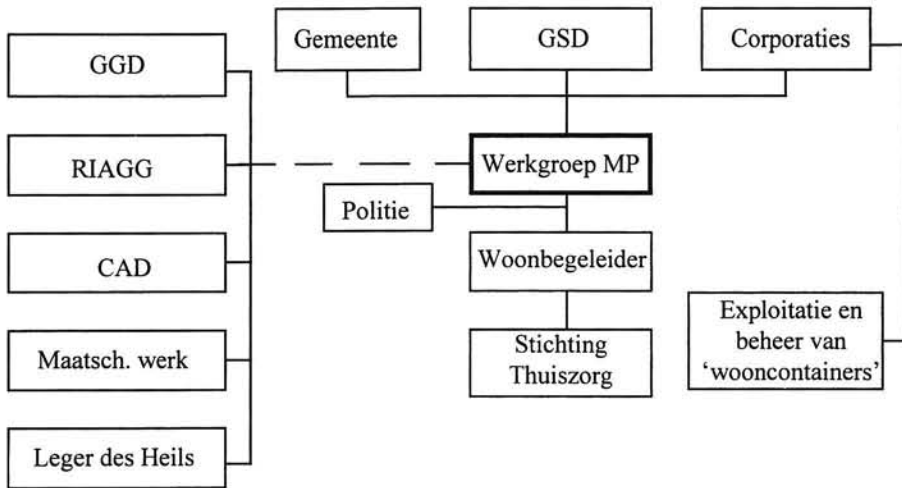 Gemeente
GSD
Corporaties
GGD
RIAGG
Werkgroep MP
Politie
CAD
Woonbegeleider
Exploitatie en
beheer van
‘wooncontainers’
Maatsch. werk
Stichting
Thuiszorg
Leger des Heils